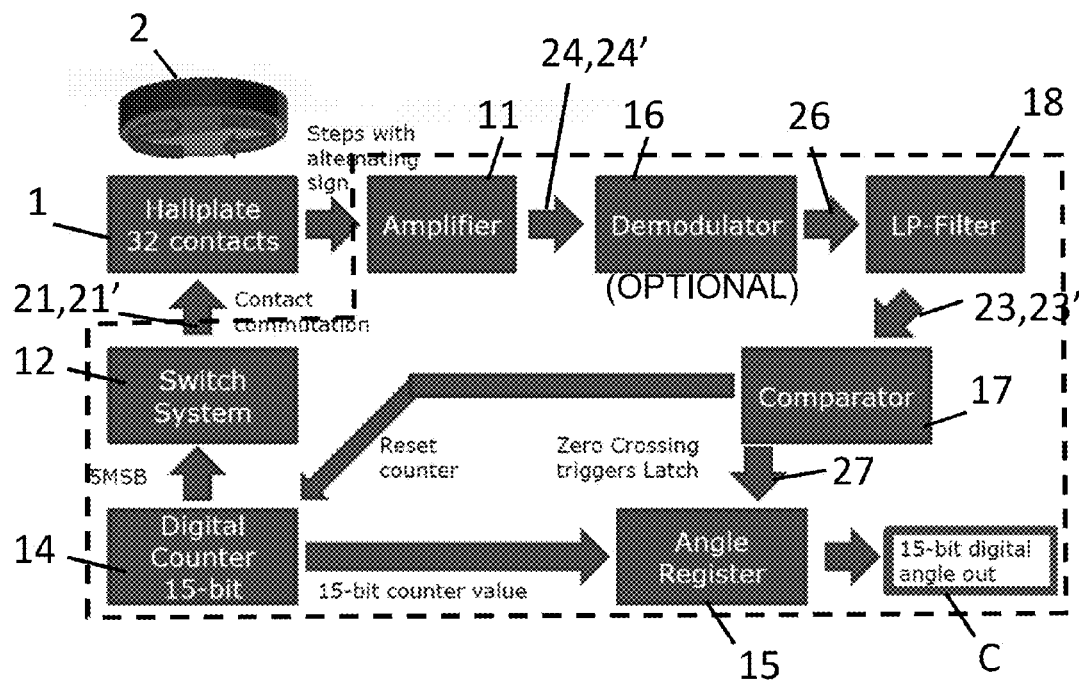 2
24,24'
11
16
26
18
Steps with
alternating
sign
1
Hallplate
32 contacts
Amplifier
Demodulator
LP-Filter
(OPTIONAL)
21,21'
Contact
commutation
23,23'
12
Switch
System
Comparator
17
Reset
counter
Zero Crossing
triggers Latch
27
5MSB
14
Digital
Counter
15-bit
15-bit counter value
Angle
Register
15-bit digital
angle out
15
C